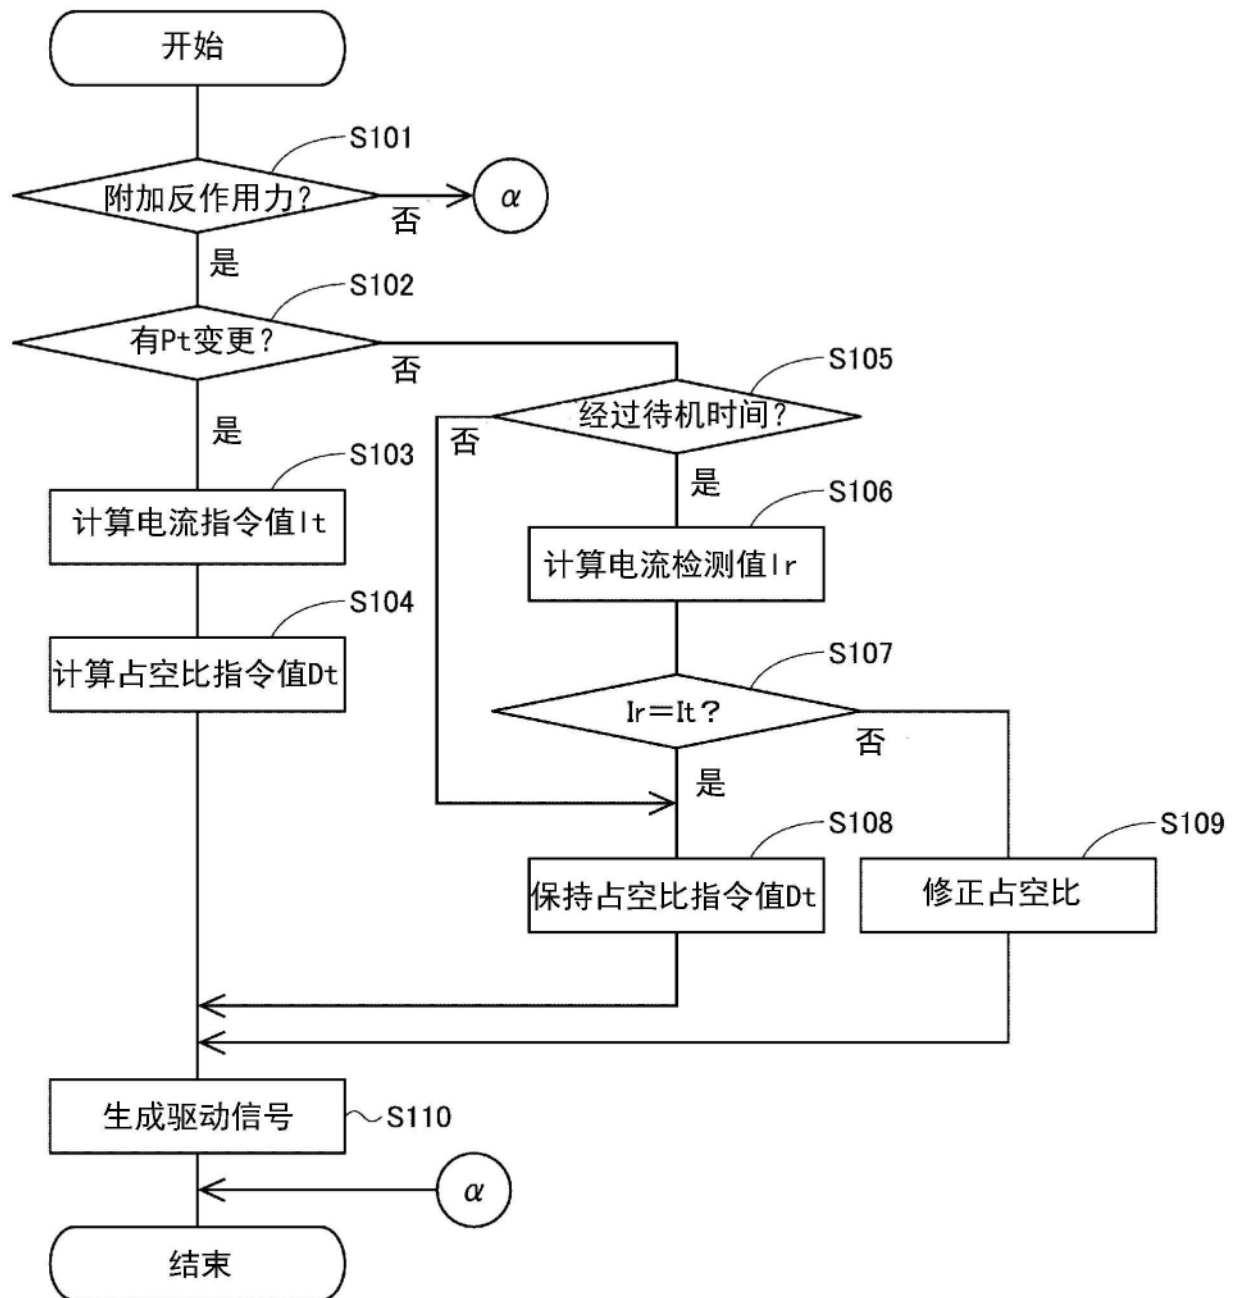 开始
S101
附加反作用力?
否
α
是
S102
有Pt变更?
否
S105
经过待机时间?
是
否
是
S103
计算电流指令值It
S106
计算电流检测值Ir
S104
计算占空比指令值Dt
S107
Ir=It?
否
是
S108
保持占空比指令值Dt
S109
修正占空比
生成驱动信号
S110
α
结束